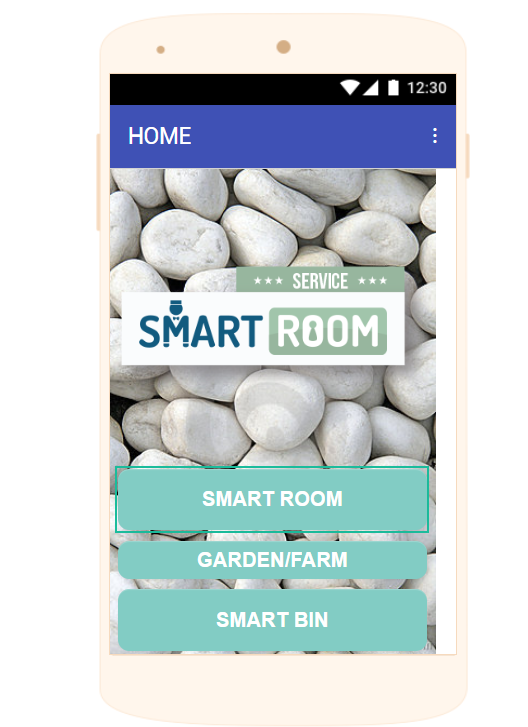 12:30
HOME
SERVICE
SMART ROOM
SMART ROOM
GARDEN/FARM
SMART BIN